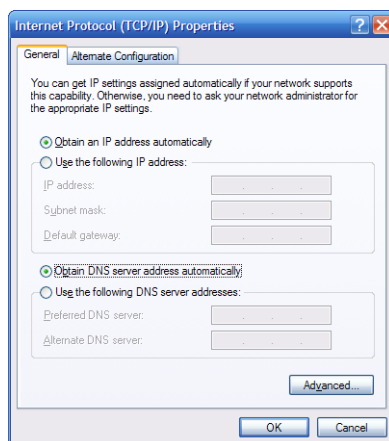 Internet Protocol (TCP/IP) Properties
General
Alternate Configuration
You can get IP settings assigned automatically if your network supports
this capability. Otherwise, you need to ask your network administrator for
the appropriate IP settings.
Obtain an IP address automatically
Use the following IP address:
IP address:
Subnet mask:
Default gateway:
Obtain DNS server address automatically
Use the following DNS server addresses:
Preferred DNS server:
Alternate DNS server:
Advanced...
OK
Cancel